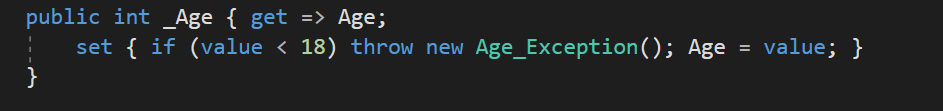 public int _Age { get => Age;
set { if (value < 18) throw new Age_Exception(); Age = value; }
}